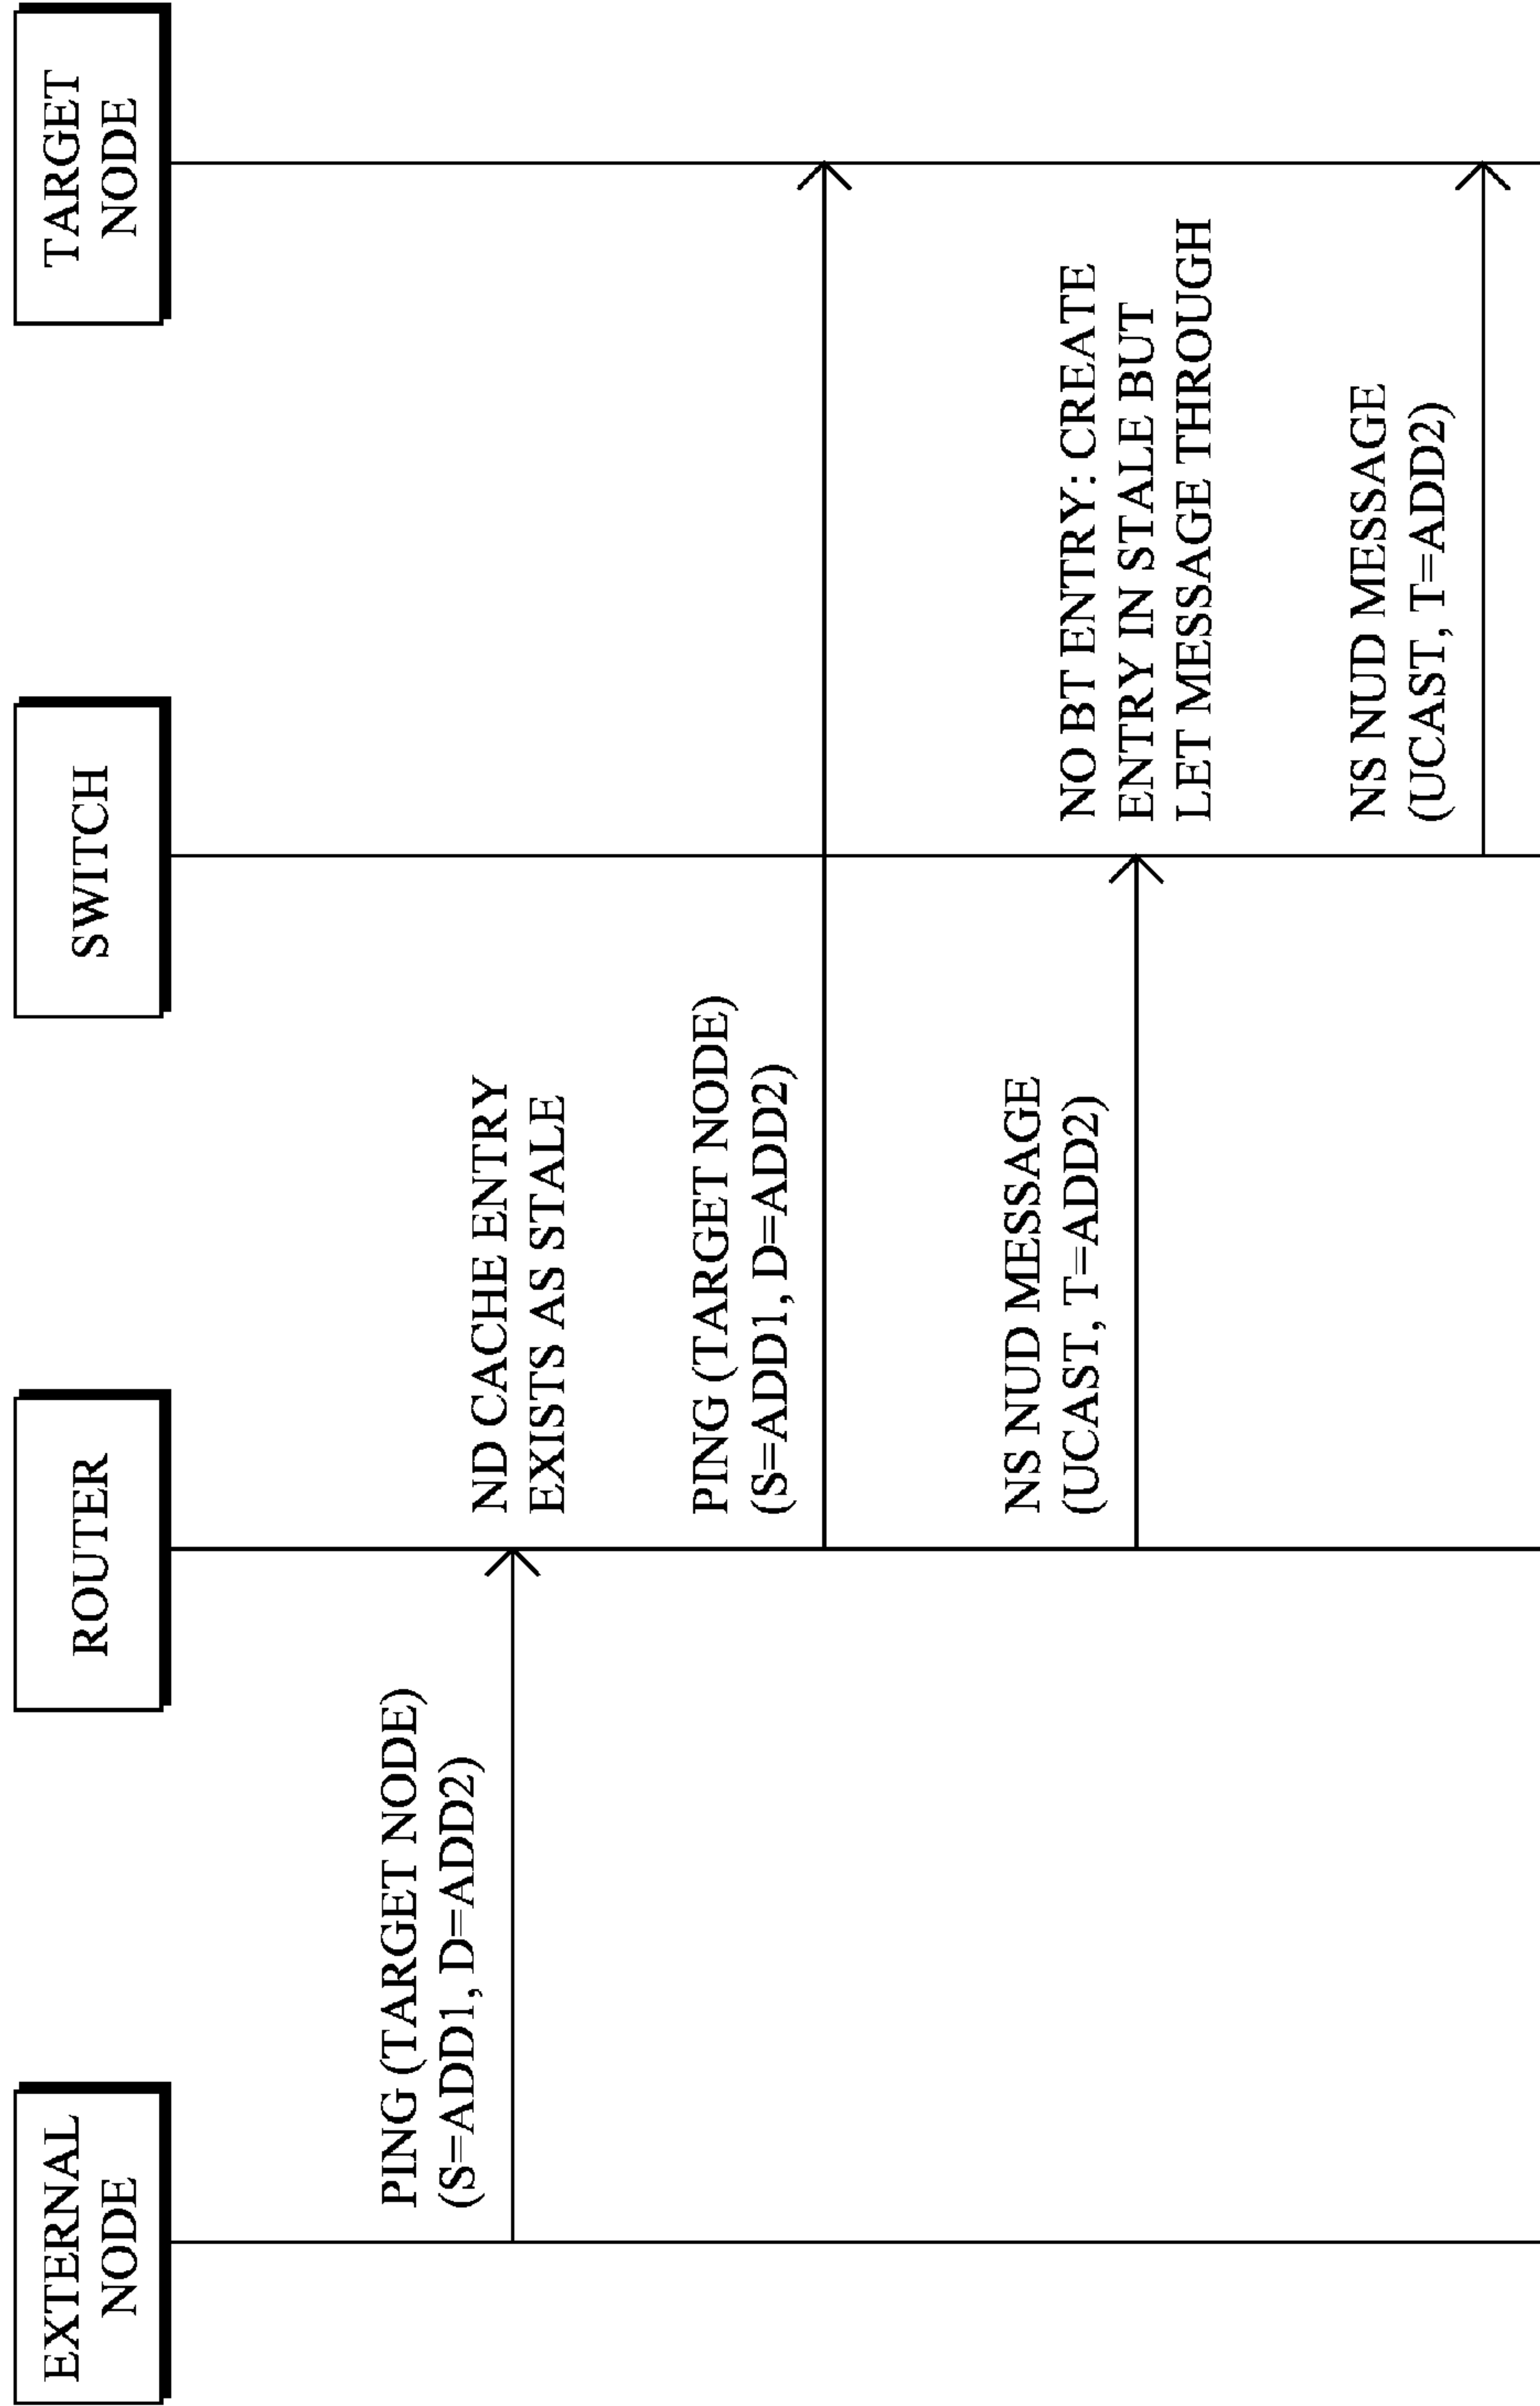 EXTERNAL
NODE
ROUTER
SWITCH
TARGET
NODE
PING (TARGET NODE)
(S=ADD1, D=ADD2)
ND CACHE ENTRY
EXISTS AS STALE
PING (TARGET NODE)
(S=ADD1, D=ADD2)
NS NUD MESSAGE
(UCAST, T=ADD2)
NO BT ENTRY: CREATE
ENTRY IN STALE BUT
LET MESSAGE THROUGH
NS NUD MESSAGE
(UCAST, T=ADD2)